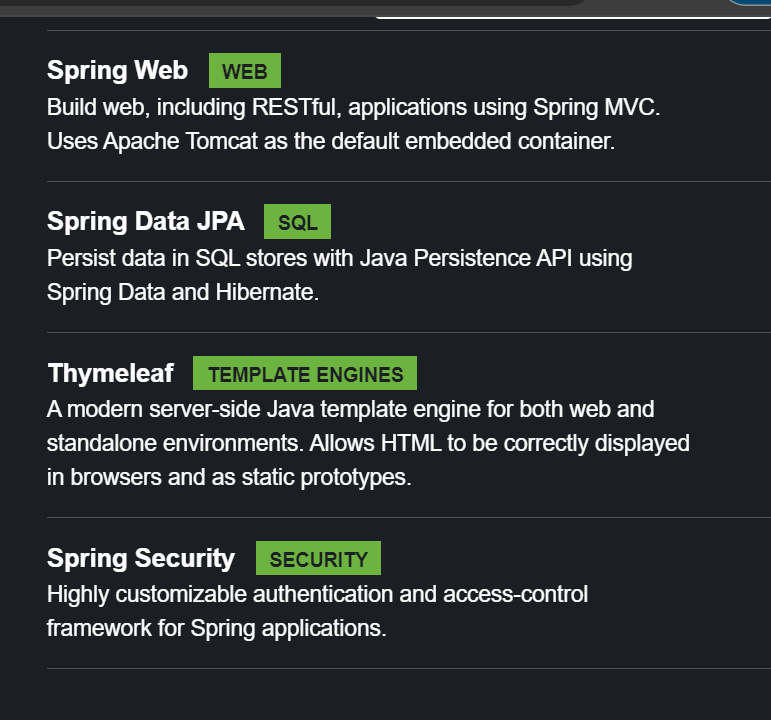 Spring Web WEB
Build web, including RESTful, applications using Spring MVC.
Uses Apache Tomcat as the default embedded container.
Spring Data JPA SQL
Persist data in SQL stores with Java Persistence API using
Spring Data and Hibernate.
Thymeleaf TEMPLATE ENGINES
A modern server-side Java template engine for both web and
standalone environments. Allows HTML to be correctly displayed
in browsers and as static prototypes.
Spring Security SECURITY
Highly customizable authentication and access-control
framework for Spring applications.